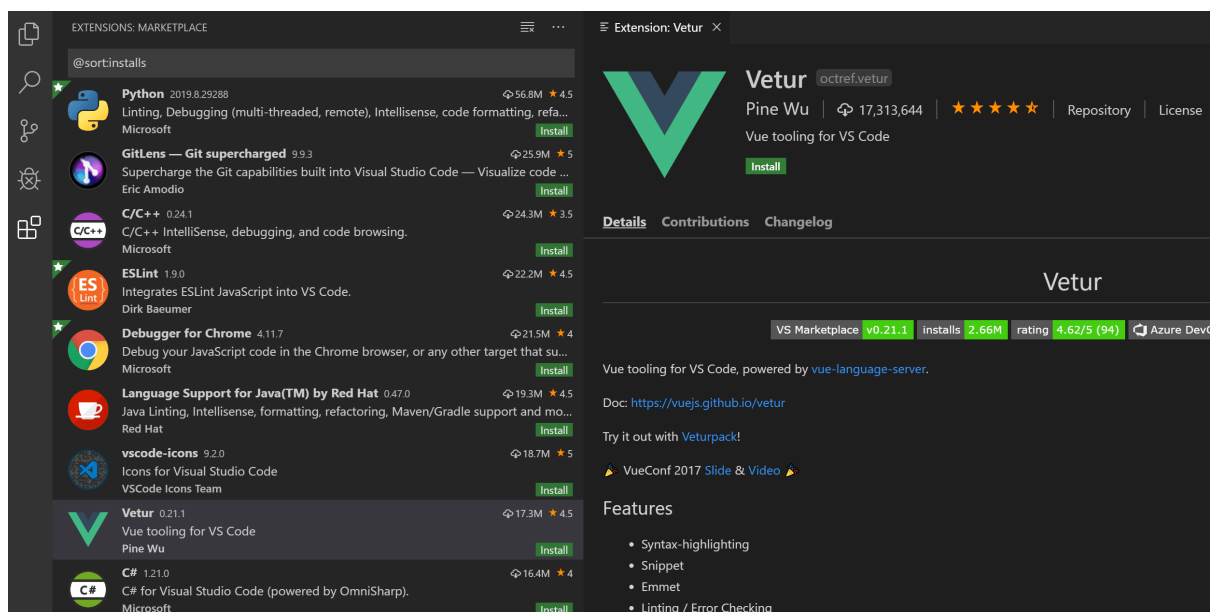 EXTENSIONS: MARKETPLACE
@sort:installs
Python 2019.8.29288 56.8M ★ 4.5
Linting, Debugging (multi-threaded, remote), Intellisense, code formatting, refa...
Microsoft Install
GitLens — Git supercharged 9.9.3 25.9M ★ 5
Supercharge the Git capabilities built into Visual Studio Code — Visualize code ...
Eric Amodio Install
C/C++
C/C++ 0.24.1 24.3M ★ 3.5
C/C++ IntelliSense, debugging, and code browsing.
Microsoft Install
ES
Lint
ESLint 1.9.0 22.2M ★ 4.5
Integrates ESLint JavaScript into VS Code.
Dirk Baeumer Install
Debugger for Chrome 4.11.7 21.5M ★ 4
Debug your JavaScript code in the Chrome browser, or any other target that su...
Microsoft Install
Language Support for Java(TM) by Red Hat 0.47.0 19.3M ★ 4.5
Java Linting, Intellisense, formatting, refactoring, Maven/Gradle support and mo...
Red Hat Install
vscode-icons 9.2.0 18.7M ★ 5
Icons for Visual Studio Code
VSCode Icons Team Install
Vetur 0.21.1 17.3M ★ 4.5
Vue tooling for VS Code
Pine Wu Install
C#
C# 1.21.0 16.4M ★ 4
C# for Visual Studio Code (powered by OmniSharp).
Microsoft Install
Extension: Vetur ×
Vetur octref.vetur
Pine Wu | 17,313,644 | ★★★★ | Repository | License
Vue tooling for VS Code
Install
Details Contributions Changelog
Vetur
VS Marketplace v0.21.1 installs 2.66M rating 4.62/5 (94) Azure DevO
Vue tooling for VS Code, powered by vue-language-server.
Doc: https://vuejs.github.io/vetur
Try it out with Veturpack!
🎉 VueConf 2017 Slide & Video 🎉
Features
• Syntax-highlighting
• Snippet
• Emmet
• Linting / Error Checking